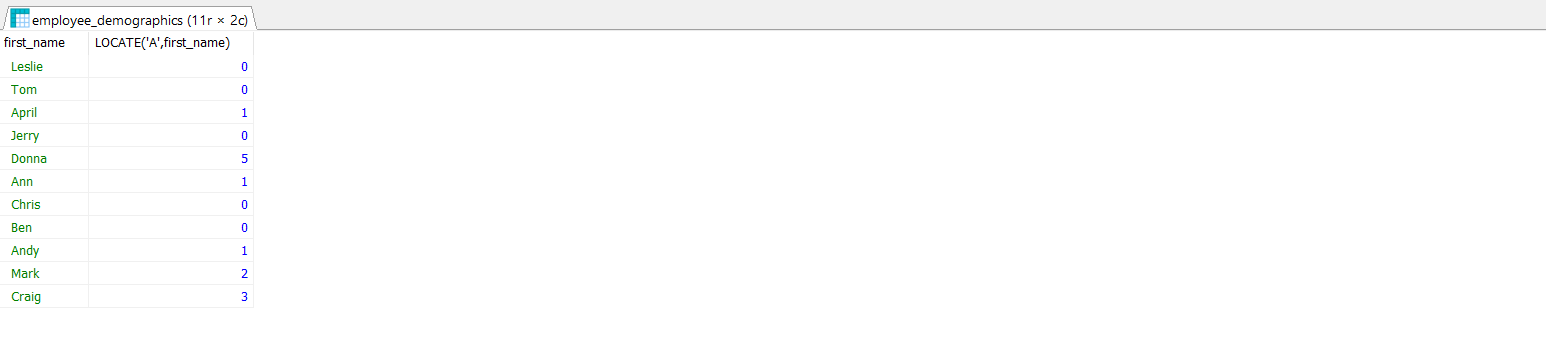 employee_demographics (11r × 2c)
first_name LOCATE('A',first_name)
Leslie 0
Tom 0
April 1
Jerry 0
Donna 5
Ann 1
Chris 0
Ben 0
Andy 1
Mark 2
Craig 3